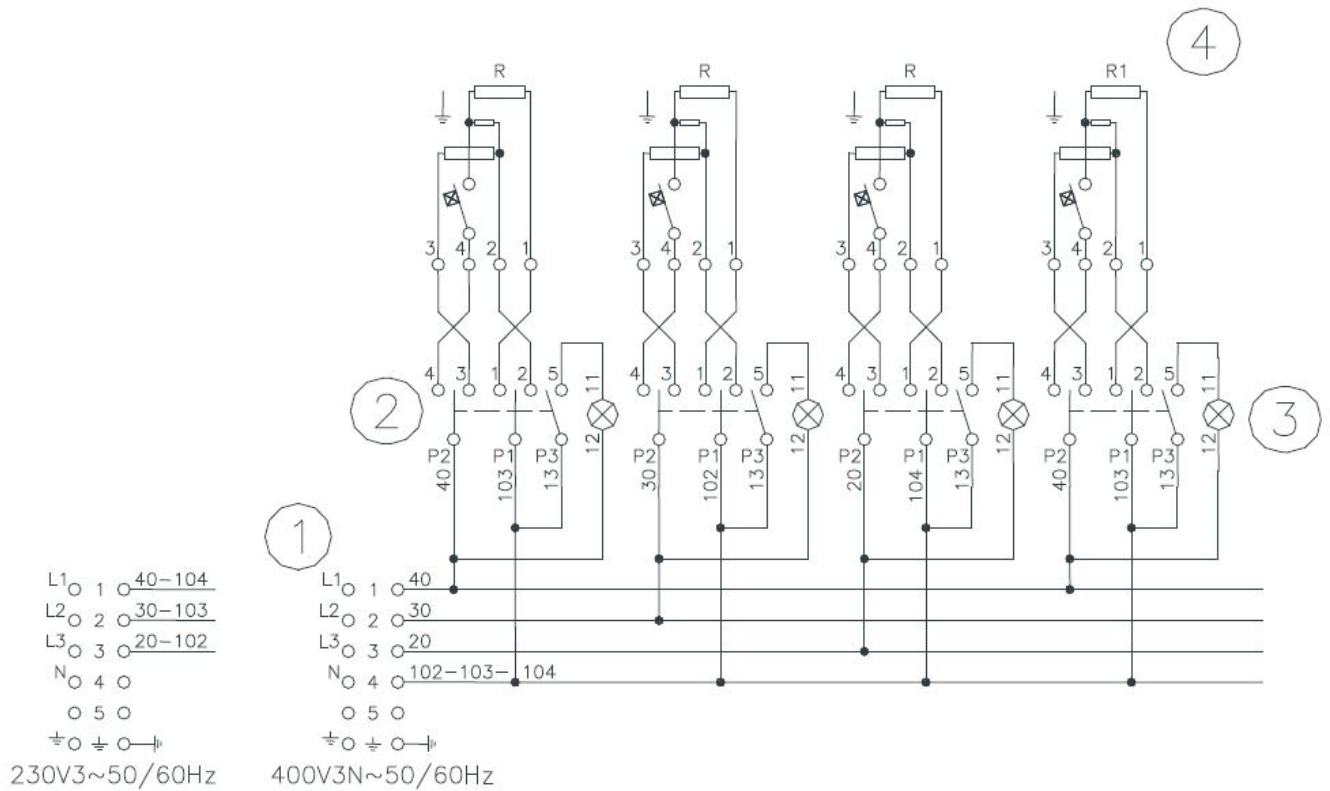 4
R R R R1
3 4 2 1 3 4 2 1 3 4 2 1 3 4 2 1
4 3 1 2 5 11 4 3 1 2 5 11 4 3 1 2 5 11 4 3 1 2 5 11
2 3
12 12 12 12
P2 P1 P3 P2 P1 P3 P2 P1 P3 P2 P1 P3
40 103 13 30 102 13 20 104 13 40 103 13
1
L1 1 40-104 L1 1 40
L2 2 30-103 L2 2 30
L3 3 20-102 L3 3 20
N 4 N 4 102-103-104
5 5
230V3~50/60Hz 400V3N~50/60Hz